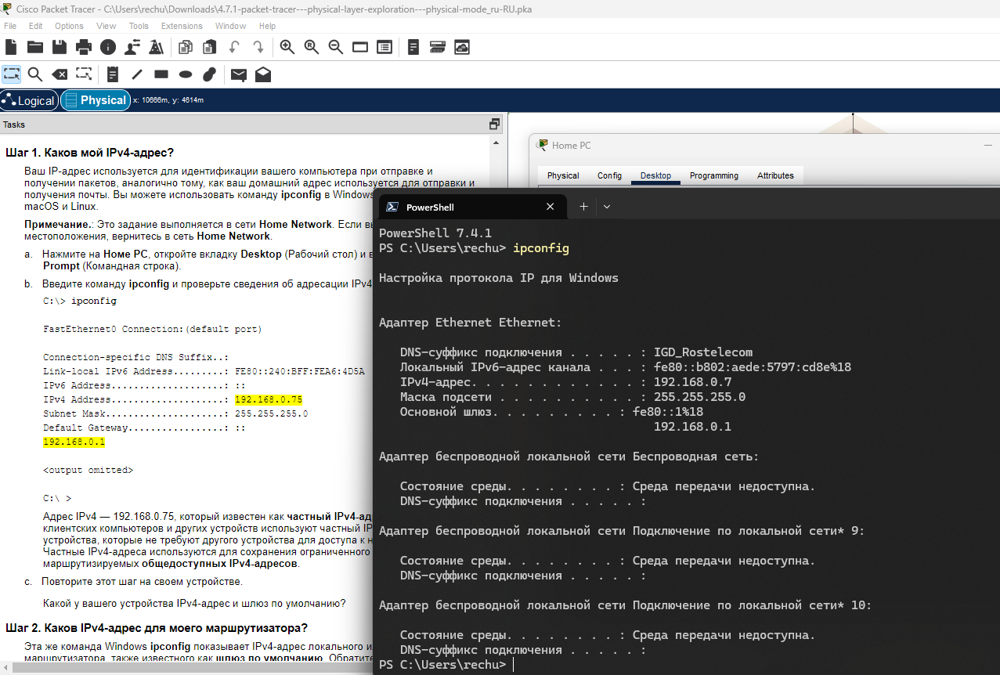 Cisco Packet Tracer - C:\Users\rechu\Downloads\4.7.1-packet-tracer---physical-layer-exploration---physical-mode_ru-RU.pka
File Edit Options View Tools Extensions Window Help
Logical Physical x: 10666m, y: 4614m
Tasks
Шаг 1. Каков мой IPv4-адрес?
Ваш IP-адрес используется для идентификации вашего компьютера при отправке и
получении пакетов, аналогично тому, как ваш домашний адрес используется для отправки и
получения почты. Вы можете использовать команду ipconfig в Windows
macOS и Linux.
Примечание.: Это задание выполняется в сети Home Network. Если вы
местоположения, вернитесь в сеть Home Network.
a. Нажмите на Номе PC, откройте вкладку Desktop (Рабочий стол) и в
Prompt (Командная строка).
b. Введите команду ipconfig и проверьте сведения об адресации IPv4
C:\> ipconfig
FastEthernet0 Connection:(default port)
Connection-specific DNS Suffix..:
Link-local IPv6 Address.........: FE80::240:BFF:FEA6:4D5A
IPv6 Address....................: ::
IPv4 Address....................: 192.168.0.75
Subnet Mask.....................: 255.255.255.0
Default Gateway.................: ::
192.168.0.1
<output omitted>
C:\ >
Адрес IPv4 — 192.168.0.75, который известен как частный IPv4-ад
клиентских компьютеров и других устройств используют частный IP
устройства, которые не требуют другого устройства для доступа к н
Частные IPv4-адреса используются для сохранения ограниченного
маршрутизируемых общедоступных IPv4-адресов.
c. Повторите этот шаг на своем устройстве.
Какой у вашего устройства IPv4-адрес и шлюз по умолчанию?
Шаг 2. Каков IPv4-адрес для моего маршрутизатора?
Эта же команда Windows ipconfig показывает IPv4-адрес локального и
маршрутизатора, также известного как шлюз по умолчанию. Обратите
Home PC
Physical Config Desktop Programming Attributes
PowerShell
PowerShell 7.4.1
PS C:\Users\rechu> ipconfig
Настройка протокола IP для Windows
Адаптер Ethernet Ethernet:
DNS-суффикс подключения . . . . . : IGD_Rostelecom
Локальный IPv6-адрес канала . . . : fe80::b802:aede:5797:cd8e%18
IPv4-адрес. . . . . . . . . . . . : 192.168.0.7
Маска подсети . . . . . . . . . . : 255.255.255.0
Основной шлюз. . . . . . . . . : fe80::1%18
192.168.0.1
Адаптер беспроводной локальной сети Беспроводная сеть:
Состояние среды. . . . . . . . : Среда передачи недоступна.
DNS-суффикс подключения . . . . . :
Адаптер беспроводной локальной сети Подключение по локальной сети* 9:
Состояние среды. . . . . . . . : Среда передачи недоступна.
DNS-суффикс подключения . . . . . :
Адаптер беспроводной локальной сети Подключение по локальной сети* 10:
Состояние среды. . . . . . . . : Среда передачи недоступна.
DNS-суффикс подключения . . . . . :
PS C:\Users\rechu>